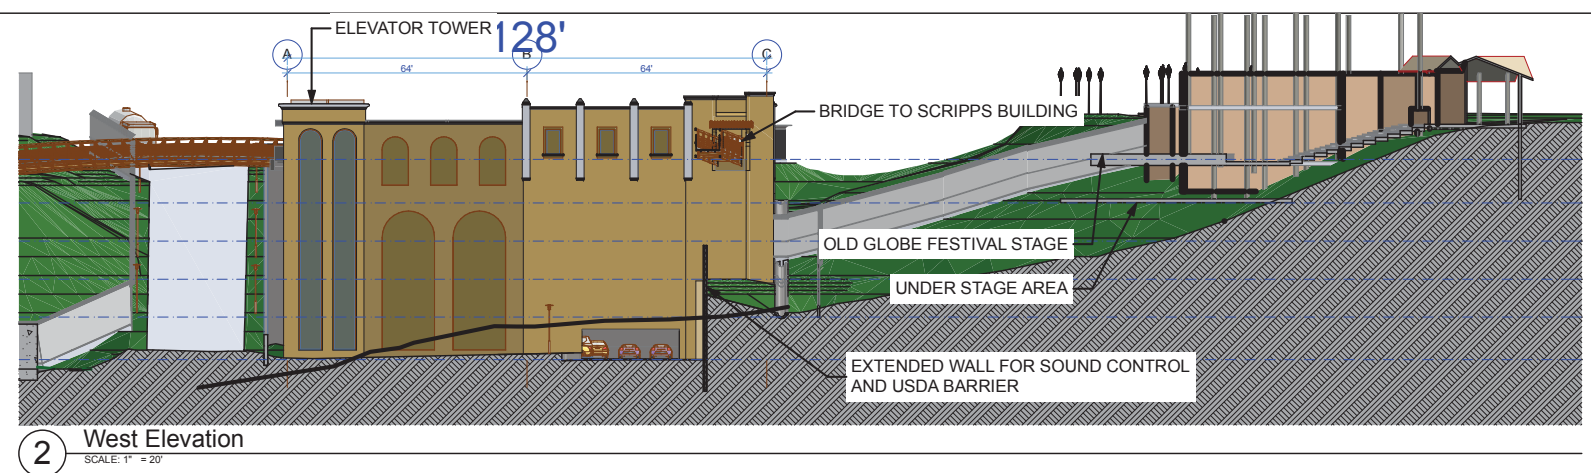 ELEVATOR TOWER
128'
A
B
C
64'
64'
BRIDGE TO SCRIPPS BUILDING
OLD GLOBE FESTIVAL STAGE
UNDER STAGE AREA
EXTENDED WALL FOR SOUND CONTROL
AND USDA BARRIER
2
West Elevation
SCALE: 1" = 20'